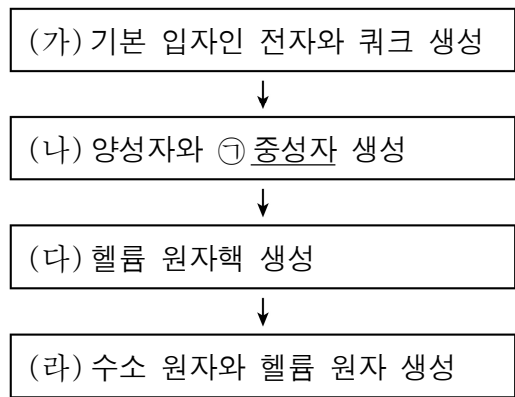 (가) 기본 입자인 전자와 쿼크 생성
(나) 양성자와 ㉠ 중성자 생성
(다) 헬륨 원자핵 생성
(라) 수소 원자와 헬륨 원자 생성